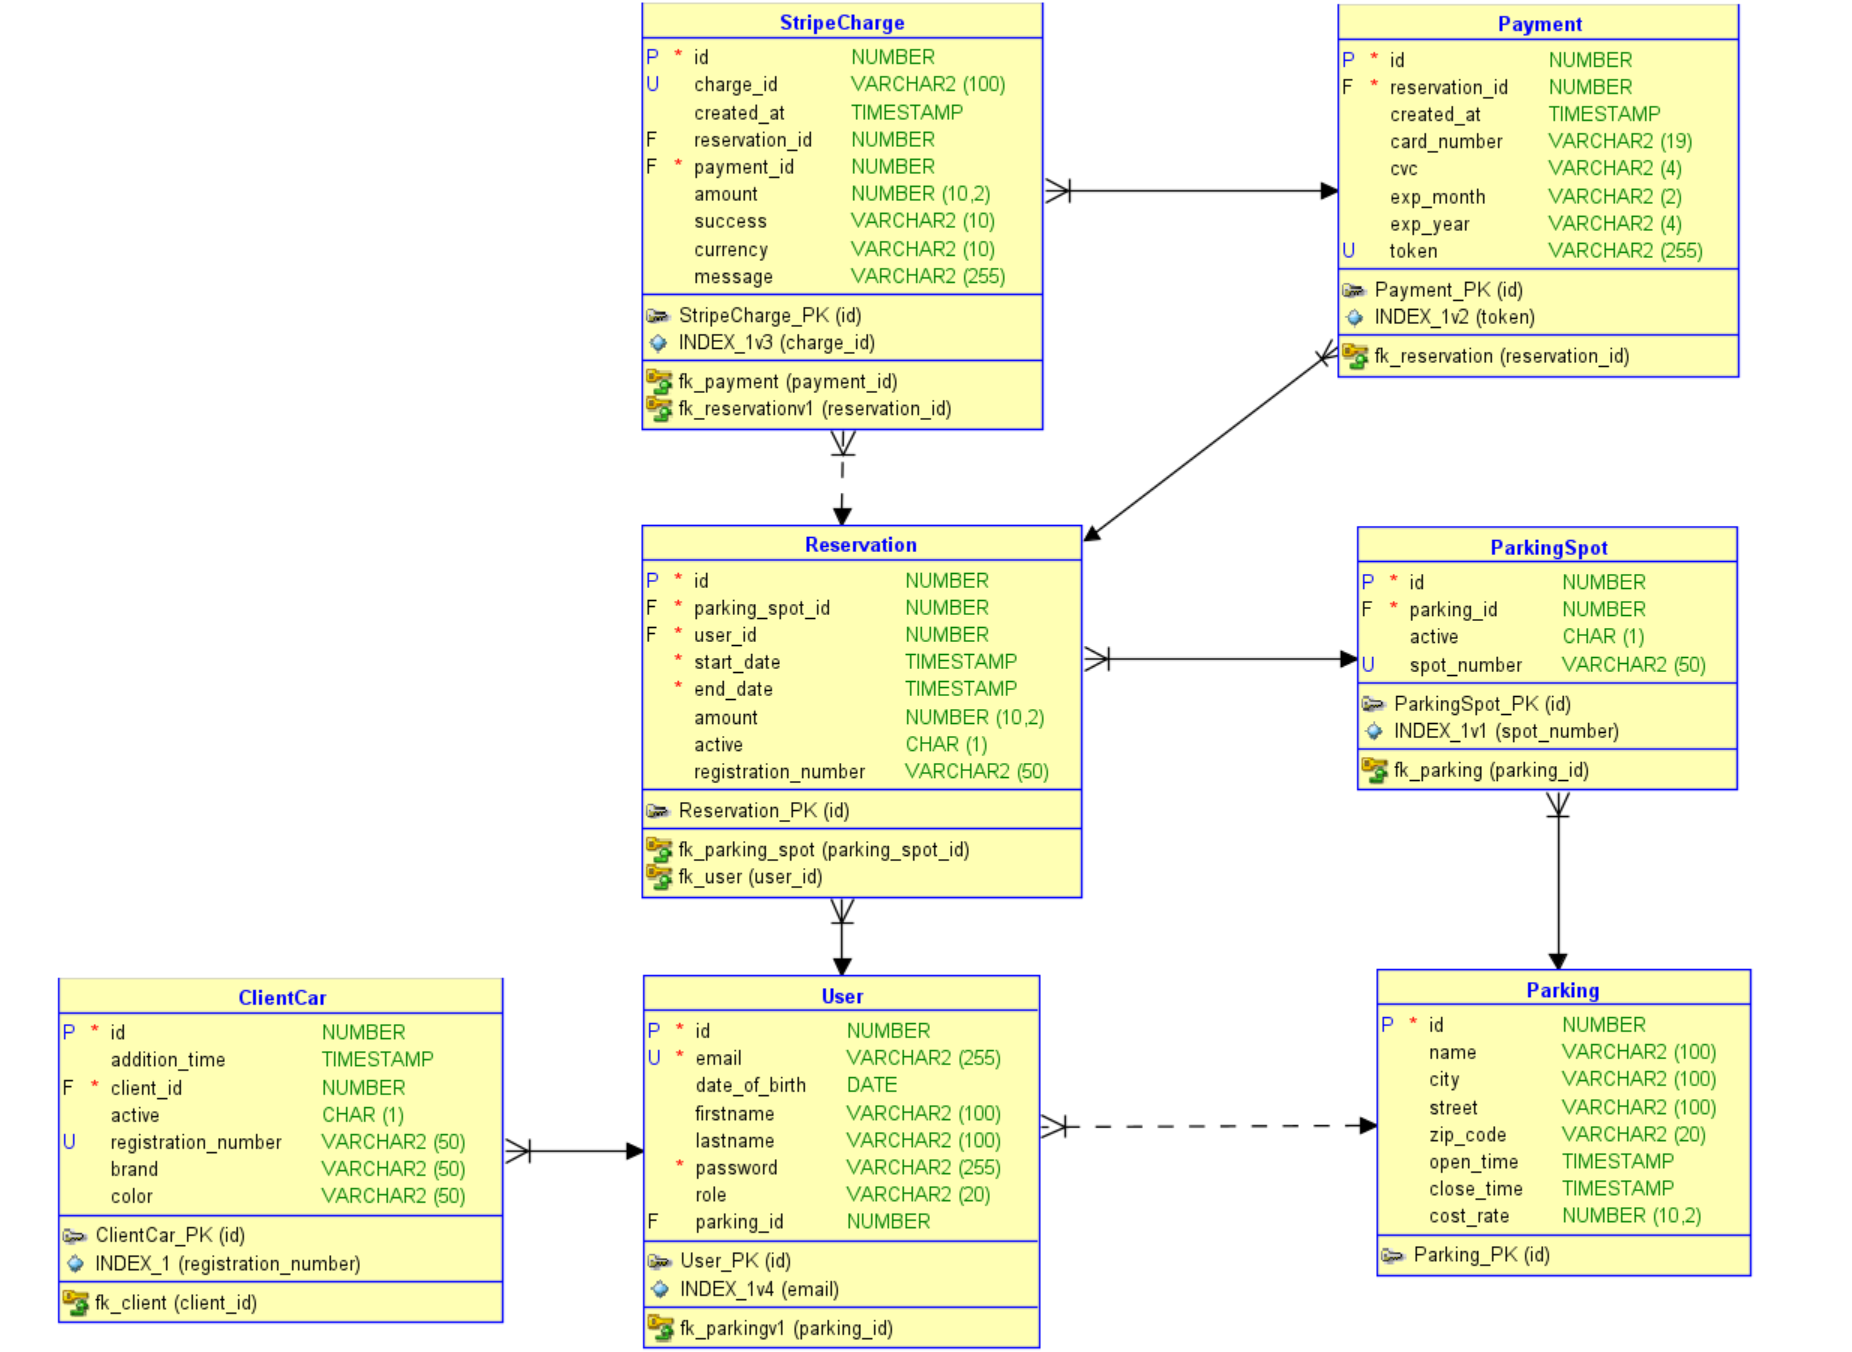 StripeCharge
P * id NUMBER
U charge_id VARCHAR2 (100)
created_at TIMESTAMP
F reservation_id NUMBER
F * payment_id NUMBER
amount NUMBER (10,2)
success VARCHAR2 (10)
currency VARCHAR2 (10)
message VARCHAR2 (255)
StripeCharge_PK (id)
INDEX_1v3 (charge_id)
fk_payment (payment_id)
fk_reservationv1 (reservation_id)
Payment
P * id NUMBER
F * reservation_id NUMBER
created_at TIMESTAMP
card_number VARCHAR2 (19)
cvc VARCHAR2 (4)
exp_month VARCHAR2 (2)
exp_year VARCHAR2 (4)
U token VARCHAR2 (255)
Payment_PK (id)
INDEX_1v2 (token)
fk_reservation (reservation_id)
Reservation
P * id NUMBER
F * parking_spot_id NUMBER
F * user_id NUMBER
* start_date TIMESTAMP
* end_date TIMESTAMP
amount NUMBER (10,2)
active CHAR (1)
registration_number VARCHAR2 (50)
Reservation_PK (id)
fk_parking_spot (parking_spot_id)
fk_user (user_id)
ParkingSpot
P * id NUMBER
F * parking_id NUMBER
active CHAR (1)
U spot_number VARCHAR2 (50)
ParkingSpot_PK (id)
INDEX_1v1 (spot_number)
fk_parking (parking_id)
ClientCar
P * id NUMBER
addition_time TIMESTAMP
F * client_id NUMBER
active CHAR (1)
U registration_number VARCHAR2 (50)
brand VARCHAR2 (50)
color VARCHAR2 (50)
ClientCar_PK (id)
INDEX_1 (registration_number)
fk_client (client_id)
User
P * id NUMBER
U * email VARCHAR2 (255)
date_of_birth DATE
firstname VARCHAR2 (100)
lastname VARCHAR2 (100)
* password VARCHAR2 (255)
role VARCHAR2 (20)
F parking_id NUMBER
User_PK (id)
INDEX_1v4 (email)
fk_parkingv1 (parking_id)
Parking
P * id NUMBER
name VARCHAR2 (100)
city VARCHAR2 (100)
street VARCHAR2 (100)
zip_code VARCHAR2 (20)
open_time TIMESTAMP
close_time TIMESTAMP
cost_rate NUMBER (10,2)
Parking_PK (id)